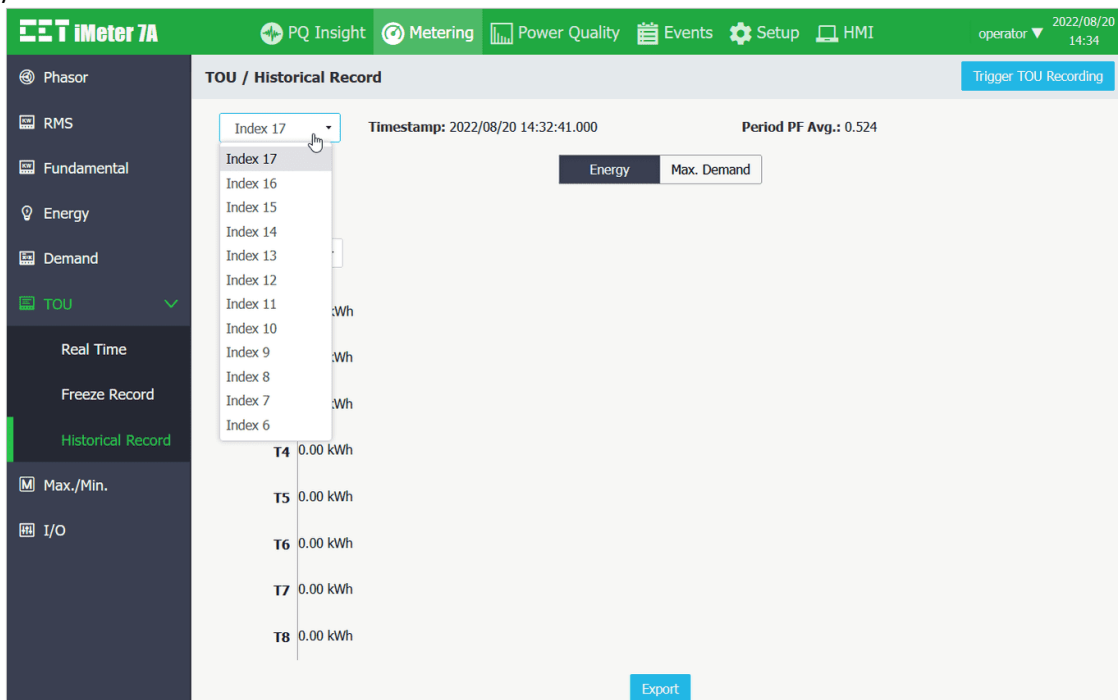 CET iMeter 7A
PQ Insight
Metering
Power Quality
Events
Setup
HMI
operator ▼
2022/08/20
14:34
Phasor
RMS
Fundamental
Energy
Demand
TOU
Real Time
Freeze Record
Historical Record
Max./Min.
I/O
TOU / Historical Record
Trigger TOU Recording
Index 17
Timestamp: 2022/08/20 14:32:41.000
Period PF Avg.: 0.524
Energy
Max. Demand
Index 17
Index 16
Index 15
Index 14
Index 13
Index 12
Index 11
Index 10
Index 9
Index 8
Index 7
Index 6
T4 0.00 kWh
T5 0.00 kWh
T6 0.00 kWh
T7 0.00 kWh
T8 0.00 kWh
Export